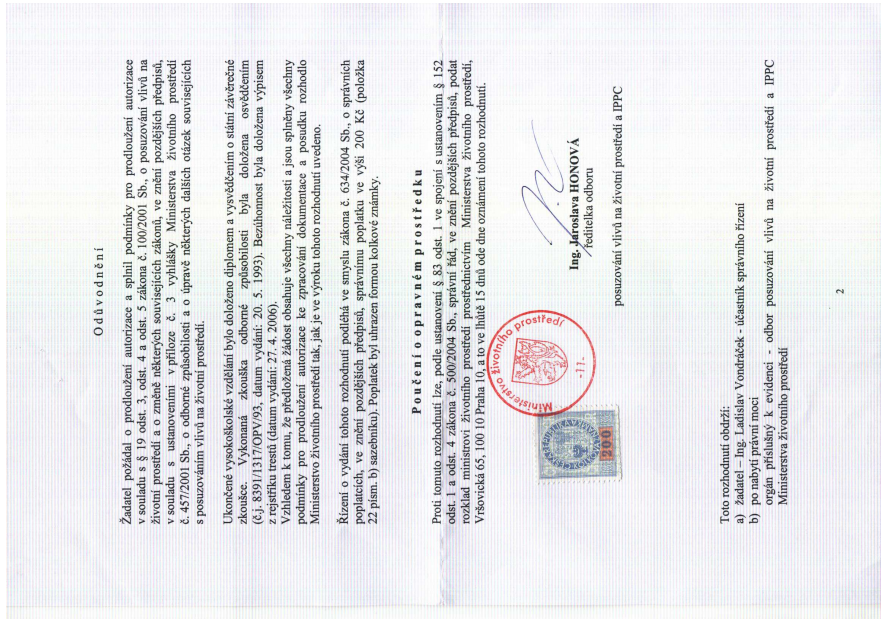 Odůvodnění
Žadatel požádal o prodloužení autorizace a splnil podmínky pro prodloužení autorizace
v souladu s § 19 odst. 3, odst. 4 a odst. 5 zákona č. 100/2001 Sb., o posuzování vlivů na
životní prostředí a o změně některých souvisejících zákonů, ve znění pozdějších předpisů,
v souladu s ustanoveními v příloze č. 3 vyhlášky Ministerstva životního prostředí
č. 457/2001 Sb., o odborné způsobilosti a o úpravě některých dalších otázek souvisejících
s posuzováním vlivů na životní prostředí.
Ukončené vysokoškolské vzdělání bylo doloženo diplomem a vysvědčením o státní závěrečné
zkoušce. Vykonaná zkouška odborné způsobilosti byla doložena osvědčením
(č.j. 8391/1317/OPV/93, datum vydání: 20. 5. 1993). Bezúhonnost byla doložena výpisem
z rejstříku trestů (datum vydání: 27. 4. 2006).
Vzhledem k tomu, že předložená žádost obsahuje všechny náležitosti a jsou splněny všechny
podmínky pro prodloužení autorizace ke zpracování dokumentace a posudku rozhodlo
Ministerstvo životního prostředí tak, jak je ve výroku tohoto rozhodnutí uvedeno.
Řízení o vydání tohoto rozhodnutí podléhá ve smyslu zákona č. 634/2004 Sb., o správních
poplatcích, ve znění pozdějších předpisů, správnímu poplatku ve výši 200 Kč (položka
22 písm. b) sazebníku). Poplatek byl uhrazen formou kolkové známky.
Poučení o opravném prostředku
Proti tomuto rozhodnutí lze, podle ustanovení § 83 odst. 1 ve spojení s ustanovením § 152
odst. 1 a odst. 4 zákona č. 500/2004 Sb., správní řád, ve znění pozdějších předpisů, podat
rozklad ministrovi životního prostředí prostřednictvím Ministerstva životního prostředí,
Vršovická 65, 100 10 Praha 10, a to ve lhůtě 15 dnů ode dne oznámení tohoto rozhodnutí.
Ministerstvo životního prostředí
-11-
200
Ing. Jaroslava HONOVÁ
ředitelka odboru
posuzování vlivů na životní prostředí a IPPC
Toto rozhodnutí obdrží:
a) žadatel – Ing. Ladislav Vondráček - účastník správního řízení
b) po nabytí právní moci
orgán příslušný k evidenci - odbor posuzování vlivů na životní prostředí a IPPC
Ministerstva životního prostředí
2